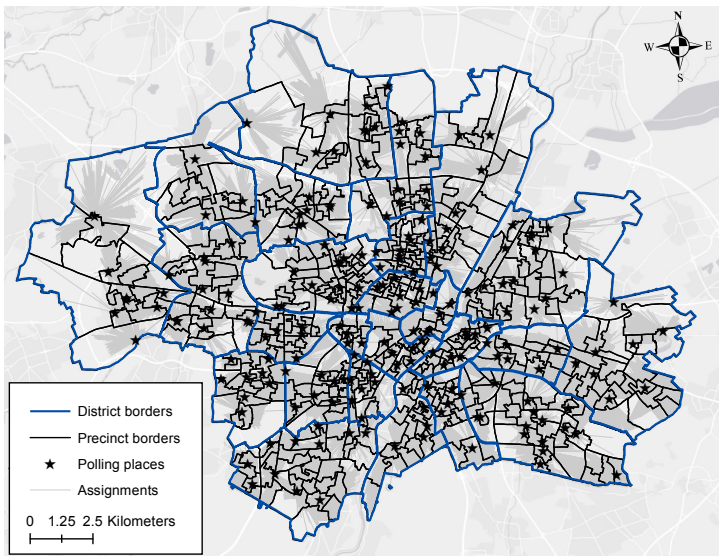 N
W E
S
District borders
Precinct borders
Polling places
Assignments
0 1.25 2.5 Kilometers